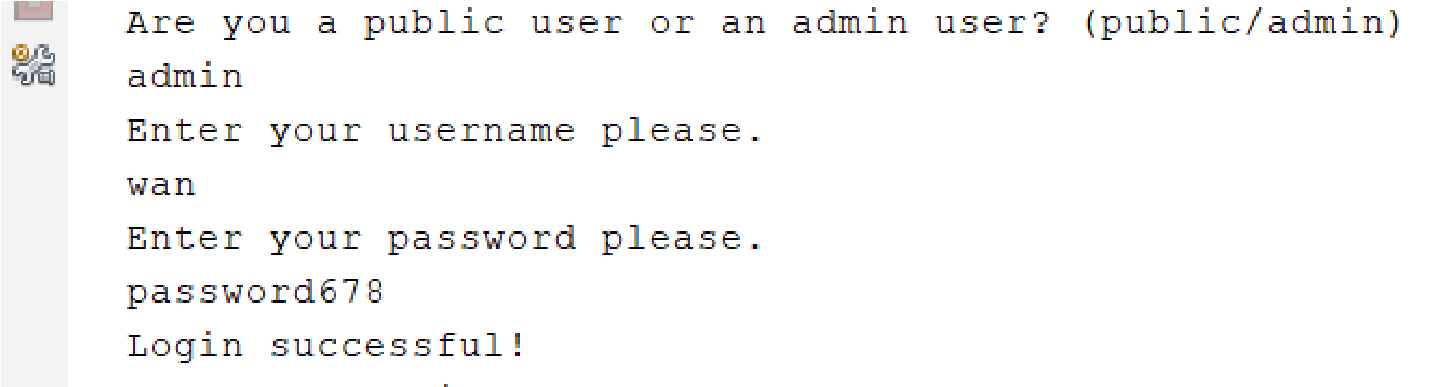 Are you a public user or an admin user? (public/admin)
admin
Enter your username please.
wan
Enter your password please.
password678
Login successful!